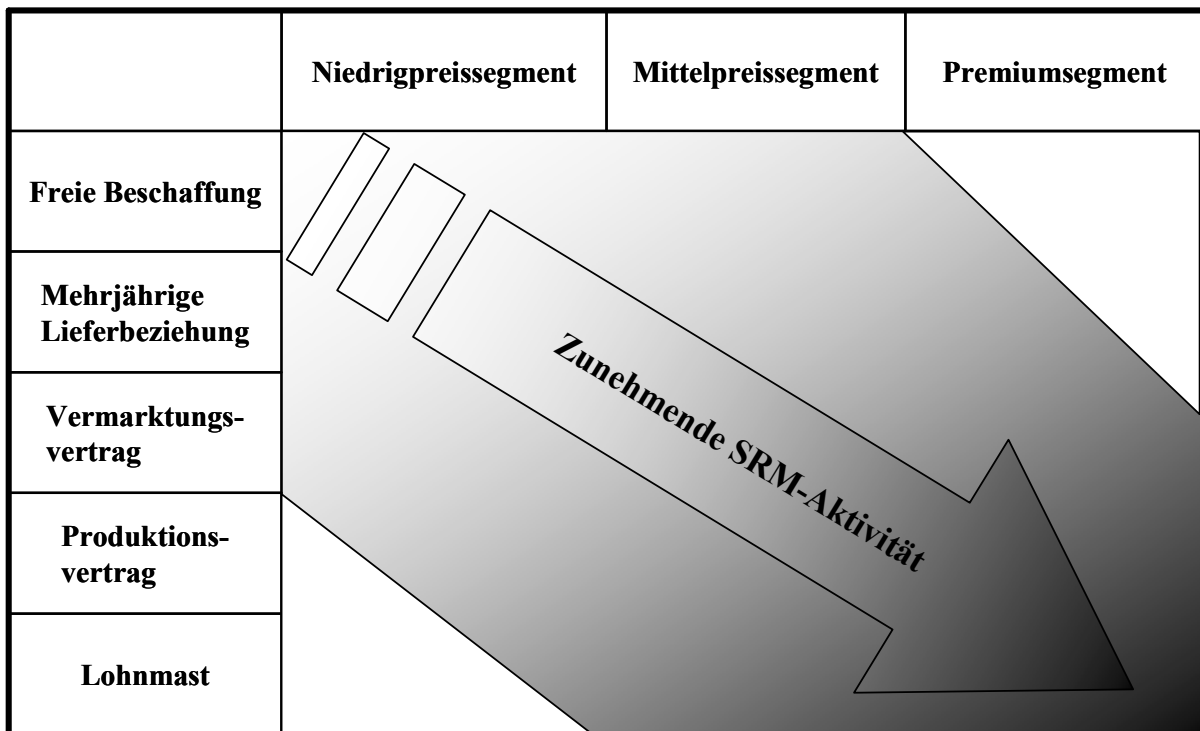 Niedrigpreissegment
Mittelpreissegment
Premiumsegment
Freie Beschaffung
Mehrjährige
Lieferbeziehung
Vermarktungs-
vertrag
Produktions-
vertrag
Lohnmast
Zunehmende SRM-Aktivität